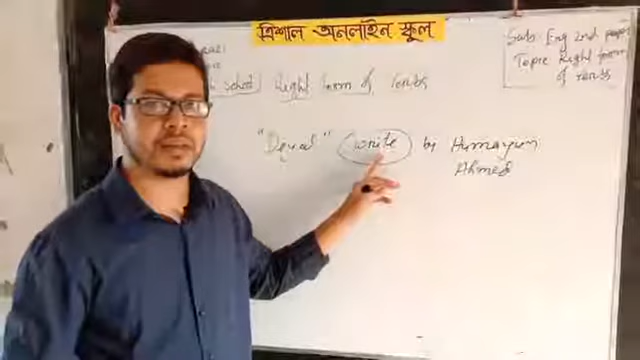 ত্রিশাল অনলাইন স্কুল
Sub: Eng 2nd paper
Topic Right form
of verbs
School Right form of verbs
" write by Humayun
Ahmed